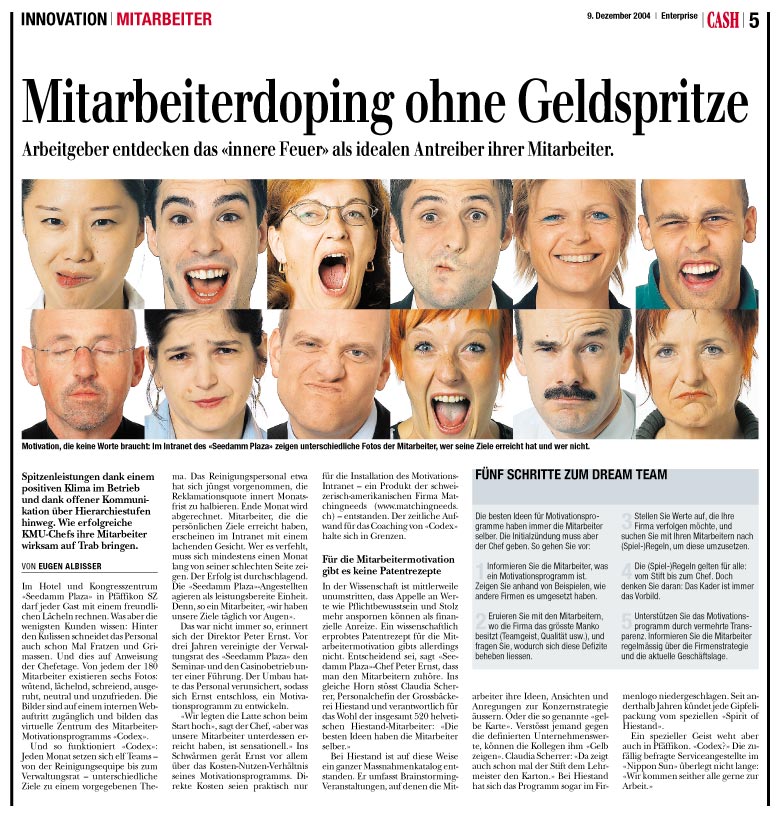 INNOVATION | MITARBEITER
9. Dezember 2004 | Enterprise | CASH | 5
Mitarbeiterdoping ohne Geldspritze
Arbeitgeber entdecken das «innere Feuer» als idealen Antreiber ihrer Mitarbeiter.
Motivation, die keine Worte braucht: Im Intranet des «Seedamm Plaza» zeigen unterschiedliche Fotos der Mitarbeiter, wer seine Ziele erreicht hat und wer nicht.
Spitzenleistungen dank einem
positiven Klima im Betrieb
und dank offener Kommuni-
kation über Hierarchiestufen
hinweg. Wie erfolgreiche
KMU-Chefs ihre Mitarbeiter
wirksam auf Trab bringen.
VON EUGEN ALBISSER
Im Hotel und Kongresszentrum
«Seedamm Plaza» in Pfäffikon SZ
darf jeder Gast mit einem freundli-
chen Lächeln rechnen. Was aber die
wenigsten Kunden wissen: Hinter
den Kulissen schneidet das Personal
auch schon Mal Fratzen und Gri-
massen. Und dies auf Anweisung
der Chefetage. Von jedem der 180
Mitarbeiter existieren sechs Fotos:
wütend, lächelnd, schreiend, ausge-
ruht, neutral und unzufrieden. Die
Bilder sind auf einem internen Web-
auftritt zugänglich und bilden das
virtuelle Zentrum des Mitarbeiter-
Motivationsprogramms «Codex».
Und so funktioniert «Codex»:
Jeden Monat setzen sich elf Teams –
von der Reinigungsequipe bis zum
Verwaltungsrat – unterschiedliche
Ziele zu einem vorgegebenen The-
ma. Das Reinigungspersonal etwa
hat sich jüngst vorgenommen, die
Reklamationsquote innert Monats-
frist zu halbieren. Ende Monat wird
abgerechnet. Mitarbeiter, die die
persönlichen Ziele erreicht haben,
erscheinen im Intranet mit einem
lachenden Gesicht. Wer es verfehlt,
muss sich mindestens einen Monat
lang von seiner schlechten Seite zei-
gen. Der Erfolg ist durchschlagend.
Die «Seedamm Plaza»-Angestellten
agieren als leistungsbereite Einheit.
Denn, so ein Mitarbeiter, «wir haben
unsere Ziele täglich vor Augen».
Das war nicht immer so, erinnert
sich der Direktor Peter Ernst. Vor
drei Jahren vereinigte der Verwal-
tungsrat des «Seedamm Plaza» den
Seminar- und den Casinobetrieb un-
ter einer Führung. Der Umbau hat-
te das Personal verunsichert, sodass
sich Ernst entschloss, ein Motiva-
tionsprogramm zu entwickeln.
«Wir legten die Latte schon beim
Start hoch», sagt der Chef, «aber was
unsere Mitarbeiter unterdessen er-
reicht haben, ist sensationell.» Ins
Schwärmen gerät Ernst vor allem
über das Kosten-Nutzen-Verhältnis
seines Motivationsprogramms. Di-
rekte Kosten seien praktisch nur
für die Installation des Motivations-
Intranet – ein Produkt der schwei-
zerisch-amerikanischen Firma Mat-
chingneeds (www.matchingneeds.
ch) – entstanden. Der zeitliche Auf-
wand für das Coaching von «Codex»
halte sich in Grenzen.
Für die Mitarbeitermotivation
gibt es keine Patentrezepte
In der Wissenschaft ist mittlerweile
unumstritten, dass Appelle an Wer-
te wie Pflichtbewusstsein und Stolz
mehr anspornen können als finan-
zielle Anreize. Ein wissenschaftlich
erprobtes Patentrezept für die Mit-
arbeitermotivation gibts allerdings
nicht. Entscheidend sei, sagt «See-
damm Plaza»-Chef Peter Ernst, dass
man den Mitarbeitern zuhöre. Ins
gleiche Horn stösst Claudia Scher-
rer, Personalchefin der Grossbäcke-
rei Hiestand und verantwortlich für
das Wohl der insgesamt 520 helveti-
schen Hiestand-Mitarbeiter: «Die
besten Ideen haben die Mitarbeiter
selber.»
Bei Hiestand ist auf diese Weise
ein ganzer Massnahmenkatalog ent-
standen. Er umfasst Brainstorming-
Veranstaltungen, auf denen die Mit-
arbeiter ihre Ideen, Ansichten und
Anregungen zur Konzernstrategie
äussern. Oder die so genannte «gel-
be Karte». Verstösst jemand gegen
die definierten Unternehmenswer-
te, können die Kollegen ihm «Gelb
zeigen». Claudia Scherrer: «Da zeigt
auch schon mal der Stift dem Lehr-
meister den Karton.» Bei Hiestand
hat sich das Programm sogar im Fir-
menlogo niedergeschlagen. Seit an-
derthalb Jahren kündet jede Gipfeli-
packung vom speziellen «Spirit of
Hiestand».
Ein spezieller Geist weht aber
auch in Pfäffikon. «Codex?» Die zu-
fällig befragte Serviceangestellte im
«Nippon Sun» überlegt nicht lange:
«Wir kommen seither alle gerne zur
Arbeit.»
FÜNF SCHRITTE ZUM DREAM TEAM
Die besten Ideen für Motivationspro-
gramme haben immer die Mitarbeiter
selber. Die Initialzündung muss aber
der Chef geben. So gehen Sie vor:
1 Informieren Sie die Mitarbeiter, was
ein Motivationsprogramm ist.
Zeigen Sie anhand von Beispielen, wie
andere Firmen es umgesetzt haben.
2 Eruieren Sie mit den Mitarbeitern,
wo die Firma das grösste Manko
besitzt (Teamgeist, Qualität usw.), und
fragen Sie, wodurch sich diese Defizite
beheben liessen.
3 Stellen Sie Werte auf, die Ihre
Firma verfolgen möchte, und
suchen Sie mit Ihren Mitarbeitern nach
(Spiel-)Regeln, um diese umzusetzen.
4 Die (Spiel-)Regeln gelten für alle:
vom Stift bis zum Chef. Doch
denken Sie daran: Das Kader ist immer
das Vorbild.
5 Unterstützen Sie das Motivations-
programm durch vermehrte Trans-
parenz. Informieren Sie die Mitarbeiter
regelmässig über die Firmenstrategie
und die aktuelle Geschäftslage.